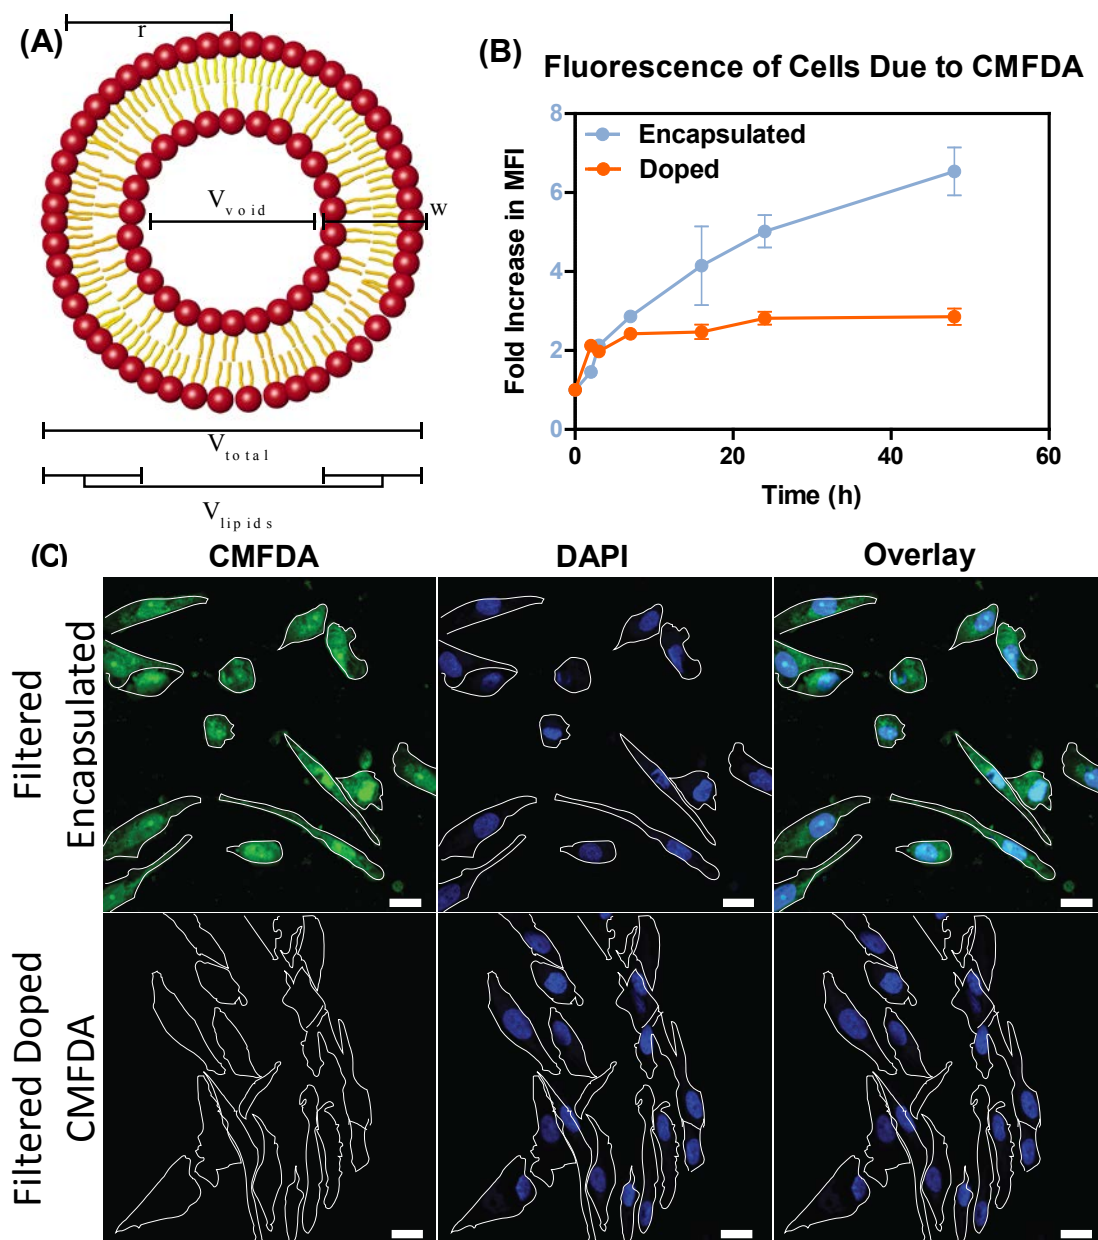 (A)
r
V void
w
V total
V lipids
(B)
Fluorescence of Cells Due to CMFDA
Fold Increase in MFI
8
6
4
2
0
Encapsulated
Doped
0 20 40 60
Time (h)
(C)
CMFDA DAPI Overlay
Filtered
Encapsulated
Filtered Doped
CMFDA